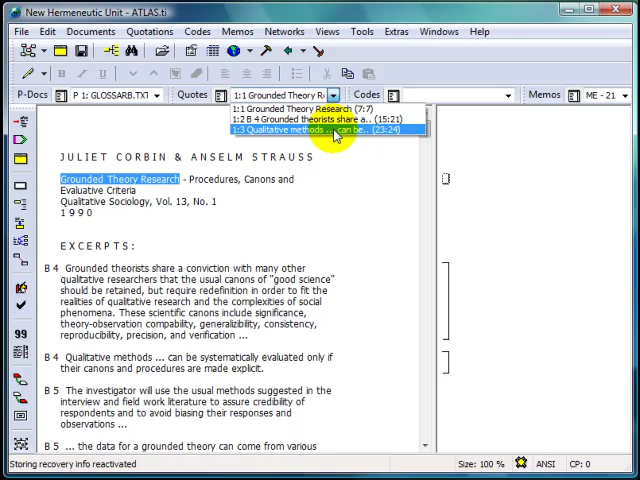 New Hermeneutic Unit - ATLAS.ti
File Edit Documents Quotations Codes Memos Networks Views Tools Extras Windows Help
B I U
P-Docs P 1: GLOSSARB.TXT Quotes 1:1 Grounded Theory Re Codes Memos ME - 21
1:1 Grounded Theory Research (7:7)
1:2 B 4 Grounded theorists share a.. (15:21)
1:3 Qualitative methods ... can be.. (23:24)
JULIET CORBIN & ANSELM STRAUSS
Grounded Theory Research - Procedures, Canons and
Evaluative Criteria
Qualitative Sociology, Vol. 13, No. 1
1990
EXCERPTS:
B 4 Grounded theorists share a conviction with many other
qualitative researchers that the usual canons of "good science"
should be retained, but require redefinition in order to fit the
realities of qualitative research and the complexities of social
phenomena. These scientific canons include significance,
theory-observation compability, generalizibility, consistency,
reproducibility, precision, and verification ...
B 4 Qualitative methods ... can be systematically evaluated only if
their canons and procedures are made explicit.
B 5 The investigator will use the usual methods suggested in the
interview and field work literature to assure credibility of
respondents and to avoid biasing their responses and
observations ...
B 5 ... the data for a grounded theory can come from various
99
Storing recovery info reactivated Size: 100 % ANSI CP: 0